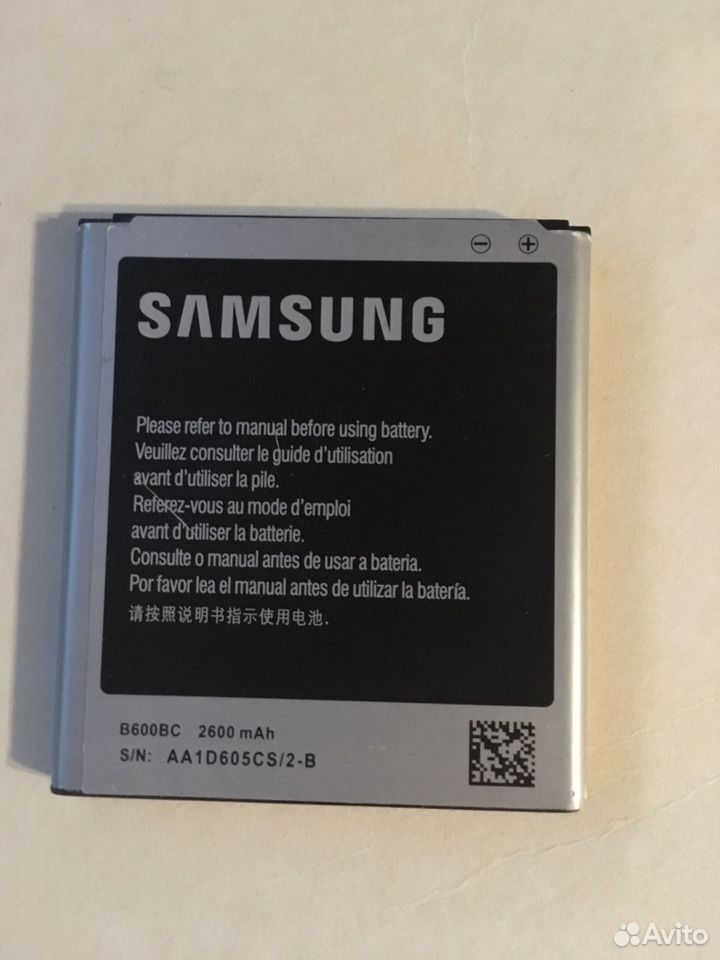 SAMSUNG
Please refer to manual before using battery.
Veuillez consulter le guide d'utilisation
avant d'utiliser la pile.
Referez-vous au mode d'emploi
avant d'utiliser la batterie.
Consulte o manual antes de usar a bateria.
Por favor lea el manual antes de utilizar la batería.
请按照说明书指示使用电池.
B600BC 2600 mAh
S/N: AA1D605CS/2-B
Avito